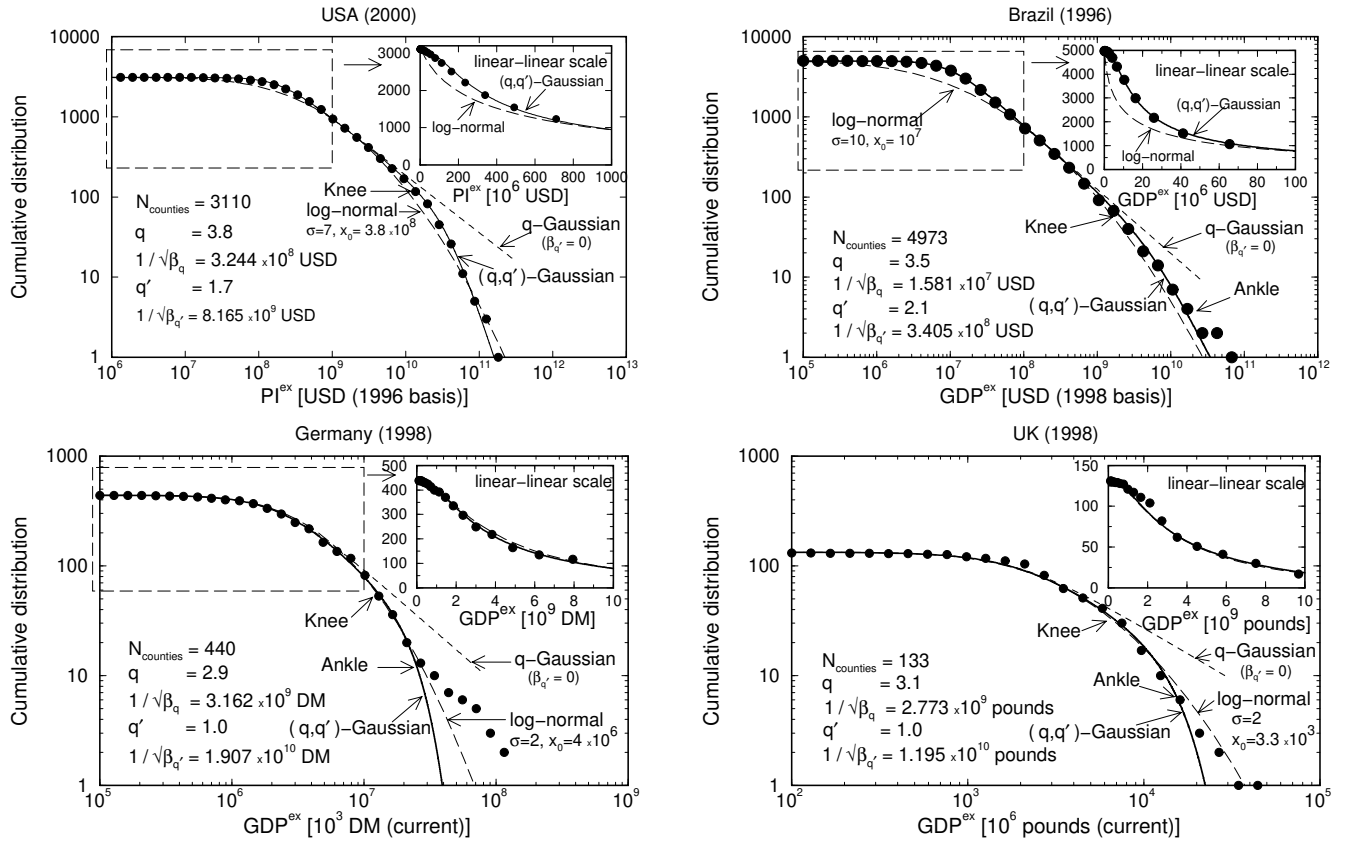 USA (2000)
10000
1000
100
10
1
Cumulative distribution
3000
2000
1000
0
linear−linear scale
(q,q′)−Gaussian
log−normal
0 200 400 600 800 1000
PI^ex [10^6 USD]
Knee
log−normal
σ=7, x_0= 3.8 ×10^8
q−Gaussian
(β_q′ = 0)
(q,q′)−Gaussian
N_counties = 3110
q = 3.8
1 / √β_q = 3.244 ×10^8 USD
q′ = 1.7
1 / √β_q′ = 8.165 ×10^9 USD
10^6 10^7 10^8 10^9 10^10 10^11 10^12 10^13
PI^ex [USD (1996 basis)]
Brazil (1996)
10000
1000
100
10
1
Cumulative distribution
5000
4000
3000
2000
1000
0
linear−linear scale
(q,q′)−Gaussian
log−normal
0 20 40 60 80 100
GDP^ex [10^6 USD]
log−normal
σ=10, x_0= 10^7
Knee
q−Gaussian
(β_q′ = 0)
Ankle
(q,q′)−Gaussian
N_counties = 4973
q = 3.5
1 / √β_q = 1.581 ×10^7 USD
q′ = 2.1
1 / √β_q′ = 3.405 ×10^8 USD
10^5 10^6 10^7 10^8 10^9 10^10 10^11 10^12
GDP^ex [USD (1998 basis)]
Germany (1998)
1000
100
10
1
Cumulative distribution
500
400
300
200
100
0
linear−linear scale
0 2 4 6 8 10
GDP^ex [10^9 DM]
Knee
Ankle
q−Gaussian
(β_q′ = 0)
(q,q′)−Gaussian
log−normal
σ=2, x_0=4 ×10^6
N_counties = 440
q = 2.9
1 / √β_q = 3.162 ×10^9 DM
q′ = 1.0
1 / √β_q′ = 1.907 ×10^10 DM
10^5 10^6 10^7 10^8 10^9
GDP^ex [10^3 DM (current)]
UK (1998)
1000
100
10
1
Cumulative distribution
150
100
50
0
linear−linear scale
0 2 4 6 8 10
GDP^ex [10^9 pounds]
Knee
q−Gaussian
(β_q′ = 0)
Ankle
(q,q′)−Gaussian
log−normal
σ=2
x_0=3.3 ×10^3
N_counties = 133
q = 3.1
1 / √β_q = 2.773 ×10^9 pounds
q′ = 1.0
1 / √β_q′ = 1.195 ×10^10 pounds
10^2 10^3 10^4 10^5
GDP^ex [10^6 pounds (current)]